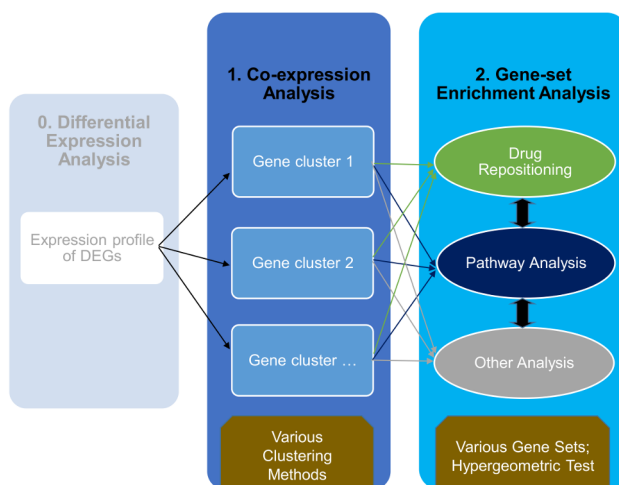 0. Differential
Expression
Analysis
Expression profile
of DEGs
1. Co-expression
Analysis
Gene cluster 1
Gene cluster 2
Gene cluster ...
Various
Clustering
Methods
2. Gene-set
Enrichment Analysis
Drug
Repositioning
Pathway Analysis
Other Analysis
Various Gene Sets;
Hypergeometric Test